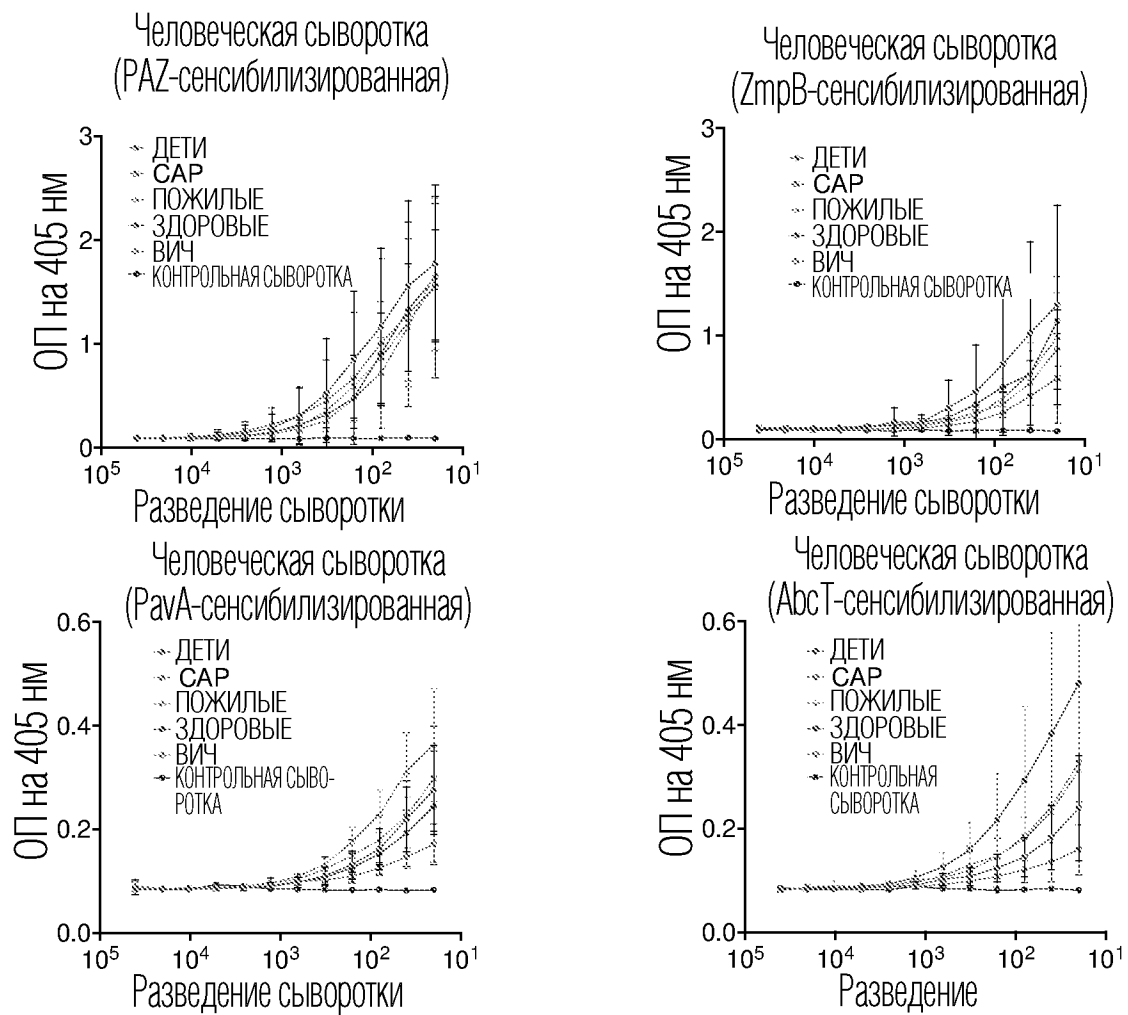 Человеческая сыворотка
(PAZ-сенсибилизированная)
3
2
1
0
ОП на 405 нм
ДЕТИ
CAP
ПОЖИЛЫЕ
ЗДОРОВЫЕ
ВИЧ
КОНТРОЛЬНАЯ СЫВОРОТКА
10⁵ 10⁴ 10³ 10² 10¹
Разведение сыворотки
Человеческая сыворотка
(ZmpB-сенсибилизированная)
3
2
1
0
ОП на 405 нм
ДЕТИ
CAP
ПОЖИЛЫЕ
ЗДОРОВЫЕ
ВИЧ
КОНТРОЛЬНАЯ СЫВОРОТКА
10⁵ 10⁴ 10³ 10² 10¹
Разведение сыворотки
Человеческая сыворотка
(PavA-сенсибилизированная)
0.6
0.4
0.2
0.0
ОП на 405 нм
ДЕТИ
CAP
ПОЖИЛЫЕ
ЗДОРОВЫЕ
ВИЧ
КОНТРОЛЬНАЯ СЫВО-
РОТКА
10⁵ 10⁴ 10³ 10² 10¹
Разведение сыворотки
Человеческая сыворотка
(AbcT-сенсибилизированная)
0.6
0.4
0.2
0.0
ОП на 405 нм
ДЕТИ
CAP
ПОЖИЛЫЕ
ЗДОРОВЫЕ
ВИЧ
КОНТРОЛЬНАЯ
СЫВОРОТКА
10⁵ 10⁴ 10³ 10² 10¹
Разведение